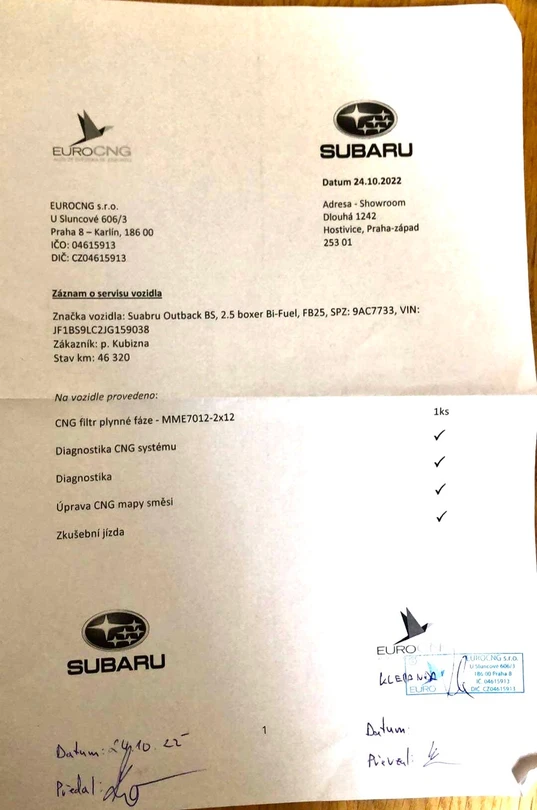 EUROCNG
SUBARU
Datum 24.10.2022
EUROCNG s.r.o.
U Sluncové 606/3
Praha 8 – Karlín, 186 00
IČO: 04615913
DIČ: CZ04615913
Adresa - Showroom
Dlouhá 1242
Hostivice, Praha-západ
253 01
Záznam o servisu vozidla
Značka vozidla: Suabru Outback BS, 2.5 boxer Bi-Fuel, FB25, SPZ: 9AC7733, VIN:
JF1BS9LC2JG159038
Zákazník: p. Kubizna
Stav km: 46 320
Na vozidle provedeno:
CNG filtr plynné fáze - MME7012-2x12 1ks
Diagnostika CNG systému ✓
Diagnostika ✓
Úprava CNG mapy směsi ✓
Zkušební jízda ✓
SUBARU
EUROCNG
EURO
EUROCNG s.r.o.
U Sluncové 606/3
186 00 Praha 8
IČ 04615913
DIČ CZ04615913
1
Datum: 24.10.22
Předal:
Datum:
Převzal: